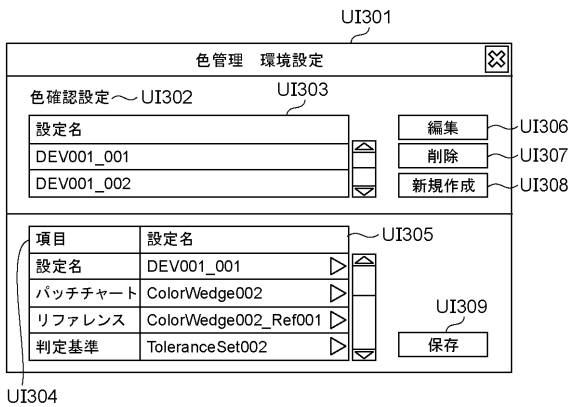 UI301
色管理 環境設定
色確認設定 UI302
UI303
設定名
DEV001_001
DEV001_002
編集 UI306
削除 UI307
新規作成 UI308
項目 設定名 UI305
設定名 DEV001_001
パッチチャート ColorWedge002
リファレンス ColorWedge002_Ref001
判定基準 ToleranceSet002
UI309
保存
UI304